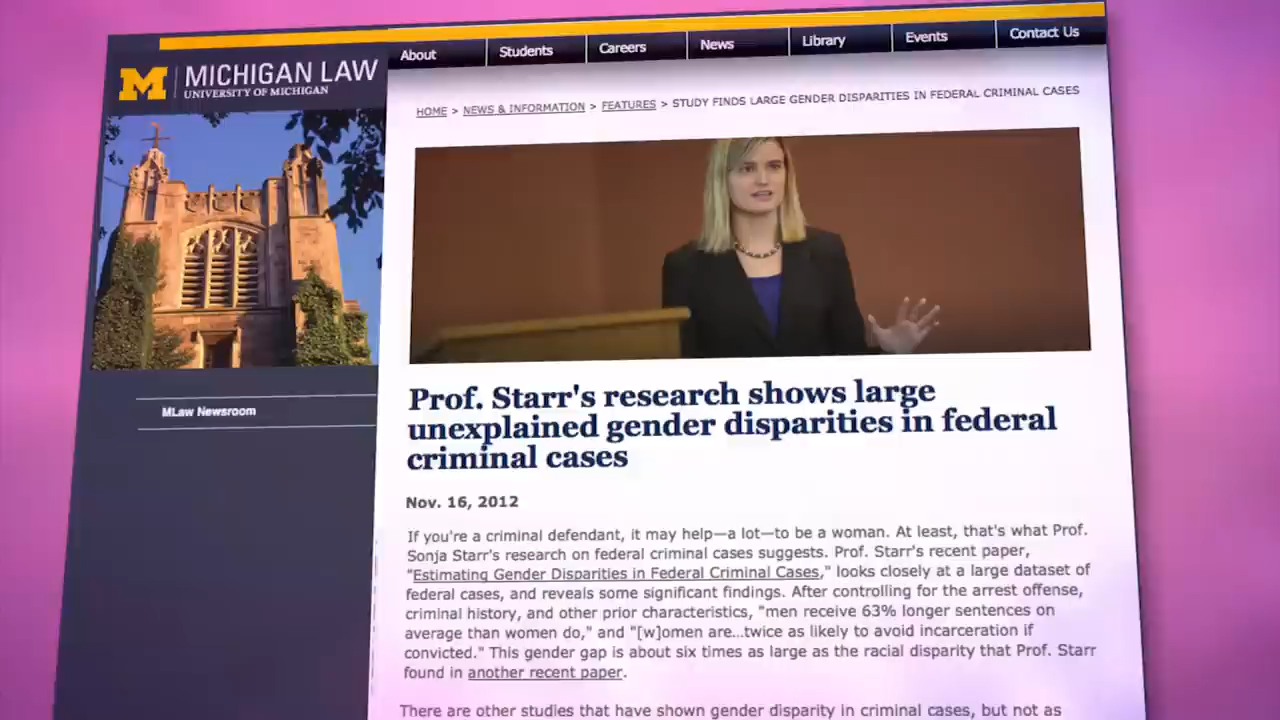 About
Students
Careers
News
Library
Events
Contact Us
M
MICHIGAN LAW
UNIVERSITY OF MICHIGAN
HOME > NEWS & INFORMATION > FEATURES > STUDY FINDS LARGE GENDER DISPARITIES IN FEDERAL CRIMINAL CASES
MLaw Newsroom
Prof. Starr's research shows large
unexplained gender disparities in federal
criminal cases
Nov. 16, 2012
If you're a criminal defendant, it may help—a lot—to be a woman. At least, that's what Prof.
Sonja Starr's research on federal criminal cases suggests. Prof. Starr's recent paper,
"Estimating Gender Disparities in Federal Criminal Cases," looks closely at a large dataset of
federal cases, and reveals some significant findings. After controlling for the arrest offense,
criminal history, and other prior characteristics, "men receive 63% longer sentences on
average than women do," and "[w]omen are…twice as likely to avoid incarceration if
convicted." This gender gap is about six times as large as the racial disparity that Prof. Starr
found in another recent paper.
There are other studies that have shown gender disparity in criminal cases, but not as